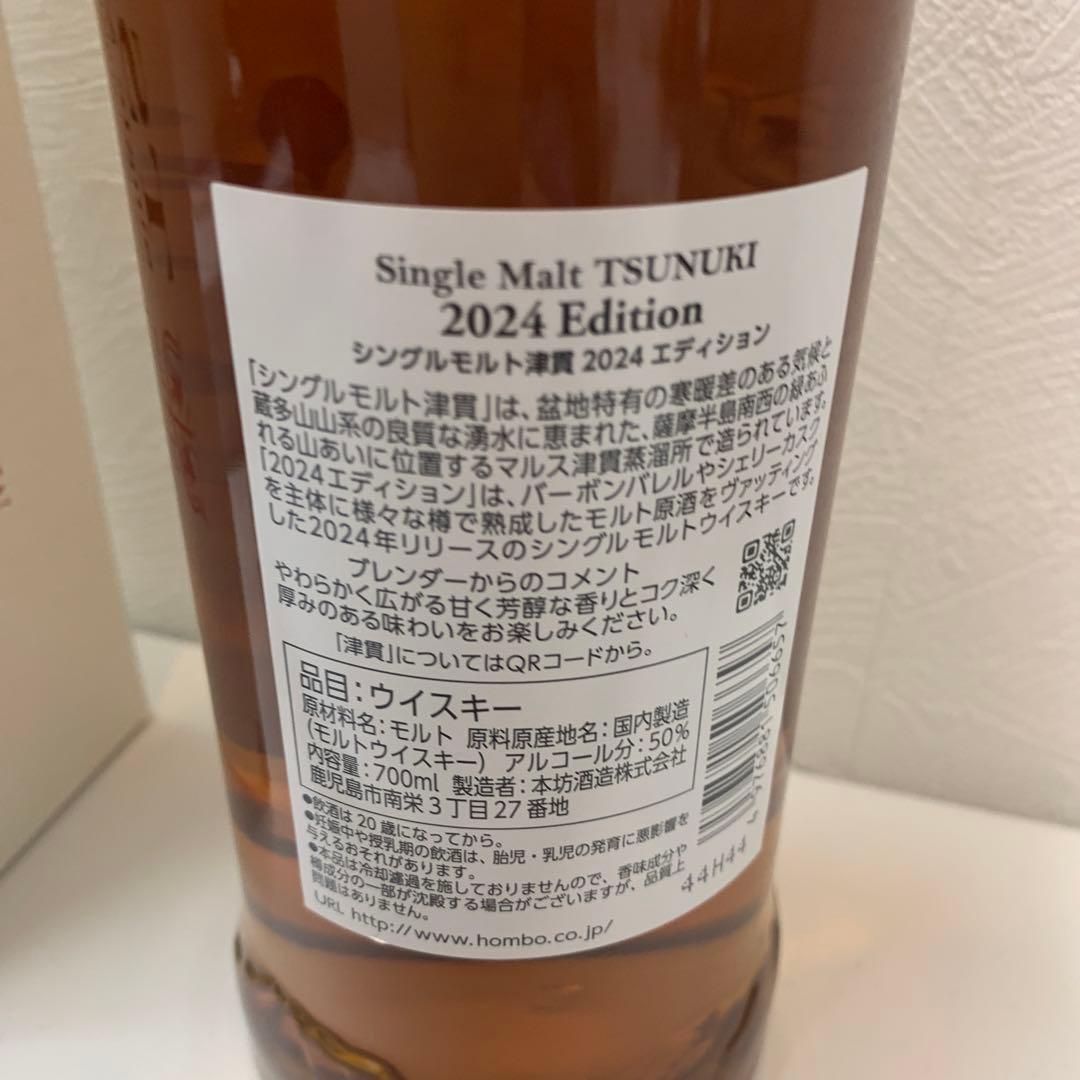 Single Malt TSUNUKI
2024 Edition
シングルモルト津貫 2024 エディション
「シングルモルト津貫」は、盆地特有の寒暖差のある気候と
蔵多山山系の良質な湧水に恵まれた、薩摩半島南西の緑あふ
れる山あいに位置するマルス津貫蒸溜所で造られています。
「2024エディション」は、バーボンバレルやシェリーカスク
を主体に様々な樽で熟成したモルト原酒をヴァッティング
した2024年リリースのシングルモルトウイスキーです。
ブレンダーからのコメント
やわらかく広がる甘く芳醇な香りとコク深く
厚みのある味わいをお楽しみください。
「津貫」についてはQRコードから。
品目：ウイスキー
原材料名：モルト 原料原産地名：国内製造
(モルトウイスキー) アルコール分：50%
内容量：700ml 製造者：本坊酒造株式会社
鹿児島市南栄3丁目27番地
●飲酒は20歳になってから。
●妊娠中や授乳期の飲酒は、胎児・乳児の発育に悪影響を
与えるおそれがあります。
●本品は冷却濾過を施しておりませんので、香味成分や
樽成分の一部が沈殿する場合がございますが、品質上
問題はありません。
URL http://www.hombo.co.jp/